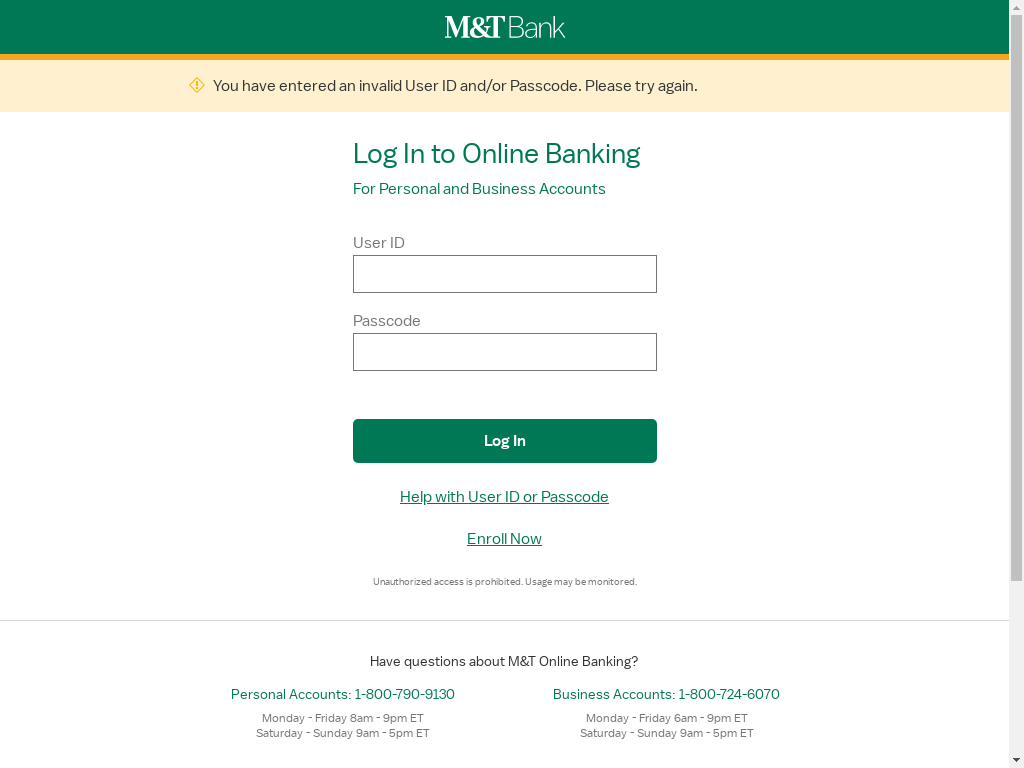 M&T Bank
You have entered an invalid User ID and/or Passcode. Please try again.
Log In to Online Banking
For Personal and Business Accounts
User ID
Passcode
Log In
Help with User ID or Passcode
Enroll Now
Unauthorized access is prohibited. Usage may be monitored.
Have questions about M&T Online Banking?
Personal Accounts: 1-800-790-9130
Monday - Friday 8am - 9pm ET
Saturday - Sunday 9am - 5pm ET
Business Accounts: 1-800-724-6070
Monday - Friday 6am - 9pm ET
Saturday - Sunday 9am - 5pm ET